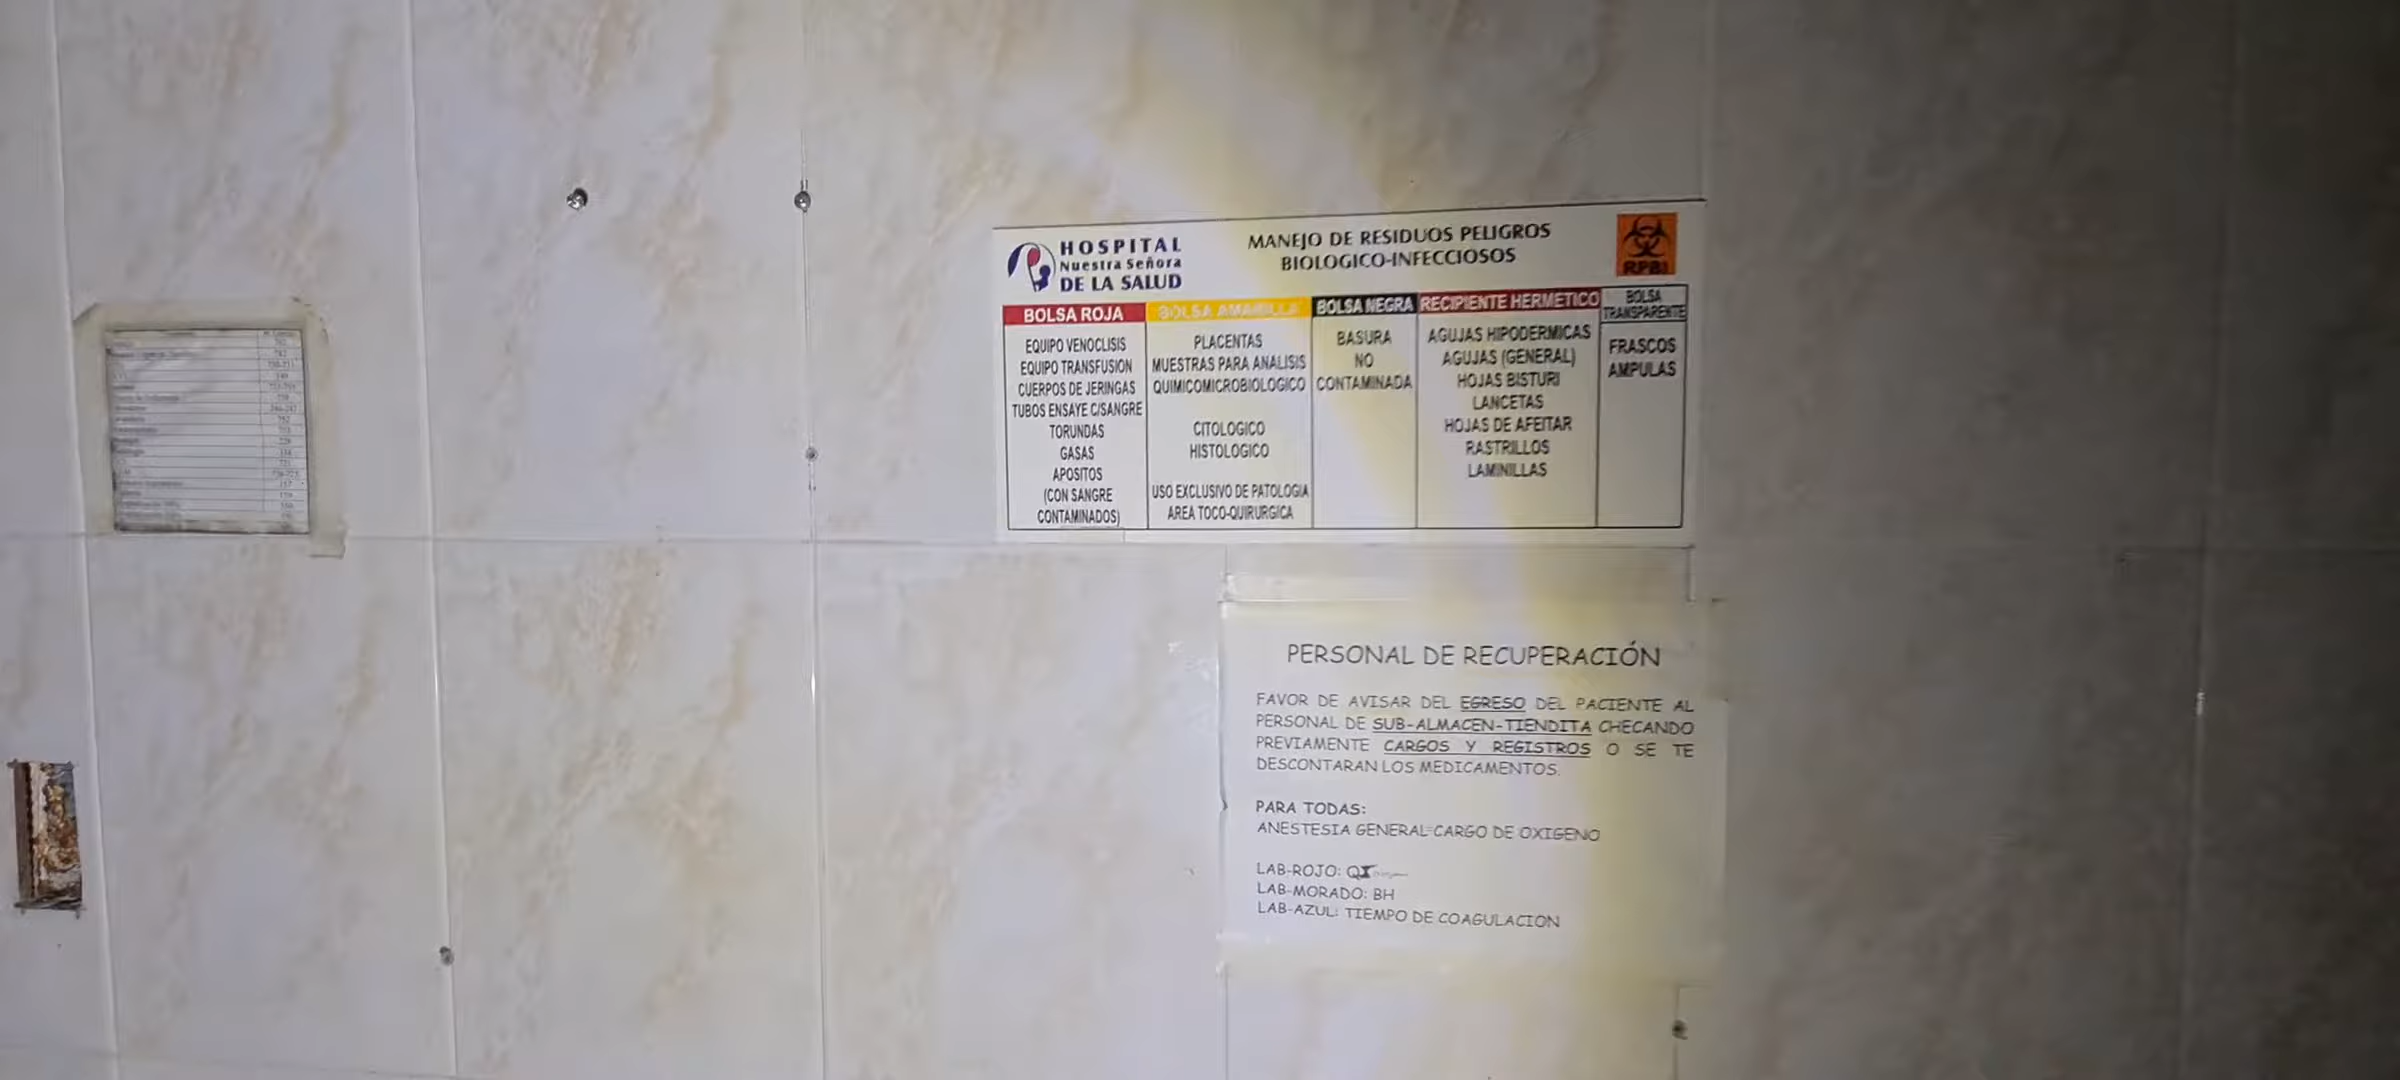 HOSPITAL
Nuestra Señora
DE LA SALUD
MANEJO DE RESIDUOS PELIGROS
BIOLOGICO-INFECCIOSOS
RPBI
BOLSA ROJA
EQUIPO VENOCLISIS
EQUIPO TRANSFUSION
CUERPOS DE JERINGAS
TUBOS ENSAYE C/SANGRE
TORUNDAS
GASAS
APOSITOS
(CON SANGRE
CONTAMINADOS)
BOLSA AMARILLA
PLACENTAS
MUESTRAS PARA ANALISIS
QUIMICOMICROBIOLOGICO
CITOLOGICO
HISTOLOGICO
USO EXCLUSIVO DE PATOLOGIA
AREA TOCO-QUIRURGICA
BOLSA NEGRA
BASURA
NO
CONTAMINADA
RECIPIENTE HERMETICO
AGUJAS HIPODERMICAS
AGUJAS (GENERAL)
HOJAS BISTURI
LANCETAS
HOJAS DE AFEITAR
RASTRILLOS
LAMINILLAS
BOLSA
TRANSPARENTE
FRASCOS
AMPULAS
PERSONAL DE RECUPERACIÓN
FAVOR DE AVISAR DEL EGRESO DEL PACIENTE AL
PERSONAL DE SUB-ALMACEN-TIENDITA CHECANDO
PREVIAMENTE CARGOS Y REGISTROS O SE TE
DESCONTARAN LOS MEDICAMENTOS.
PARA TODAS:
ANESTESIA GENERAL=CARGO DE OXIGENO
LAB-ROJO:
LAB-MORADO: BH
LAB-AZUL: TIEMPO DE COAGULACION